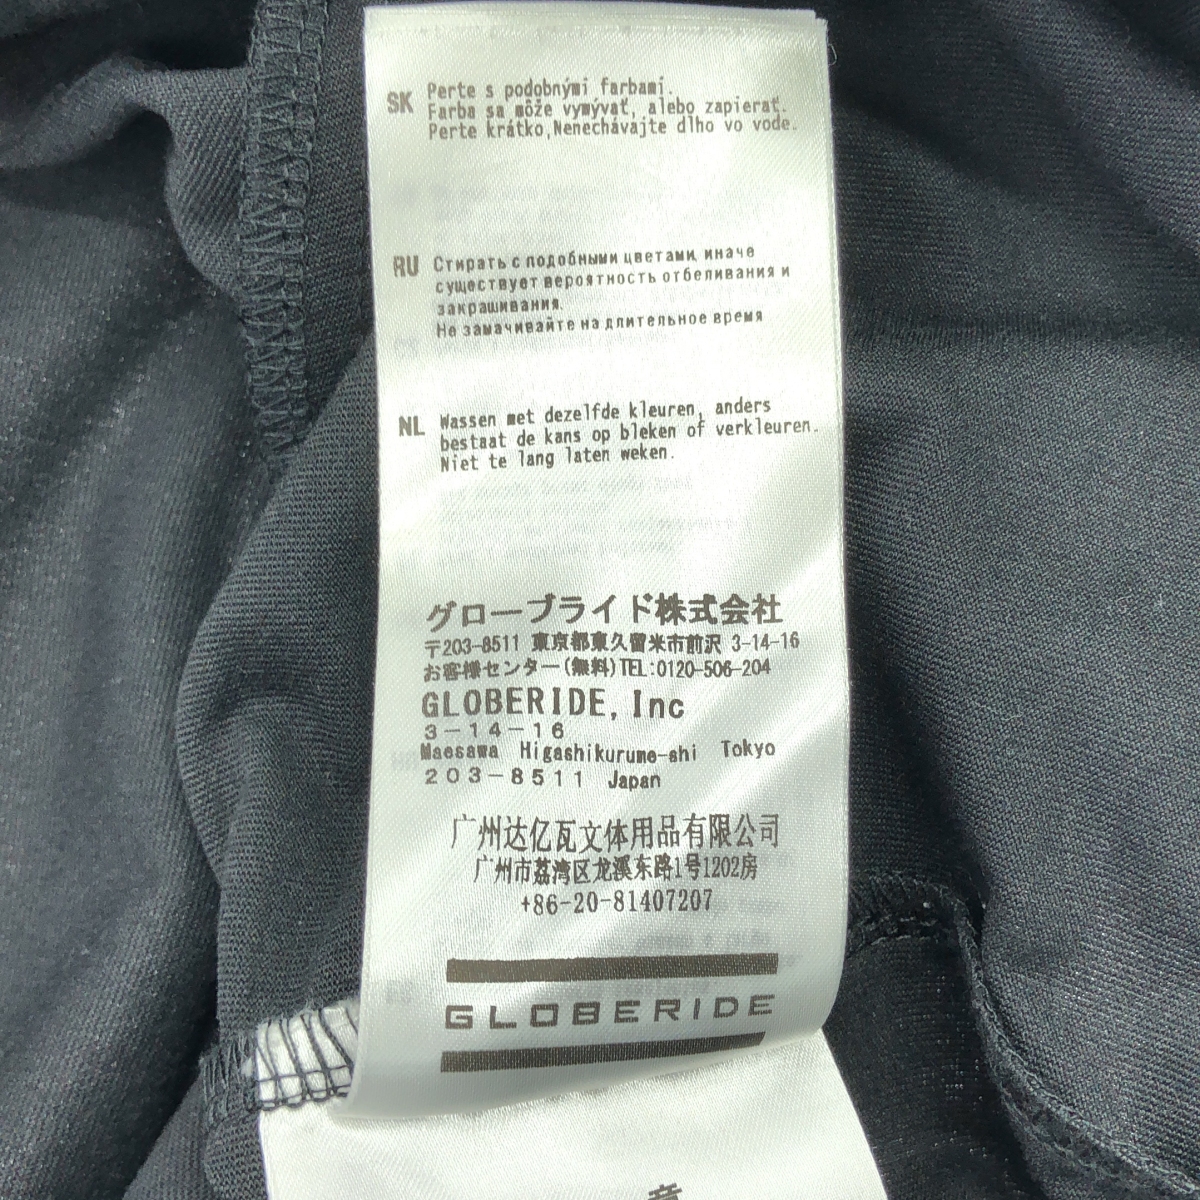 SK Perte s podobnými farbami.
Farba sa môže vymývať, alebo zapierať.
Perte krátko,Nenechávajte dlho vo vode.
RU Стирать с подобными цветами, иначе
существует вероятность отбеливания и
закрашивания.
Не замачивайте на длительное время
NL Wassen met dezelfde kleuren, anders
bestaat de kans op bleken of verkleuren.
Niet te lang laten weken.
グローブライド株式会社
〒203-8511 東京都東久留米市前沢 3-14-16
お客様センター(無料)TEL:0120-506-204
GLOBERIDE, Inc
3-14-16
Maesawa Higashikurume-shi Tokyo
203-8511 Japan
广州达亿瓦文体用品有限公司
广州市荔湾区龙溪东路1号1202房
+86-20-81407207
GLOBERIDE